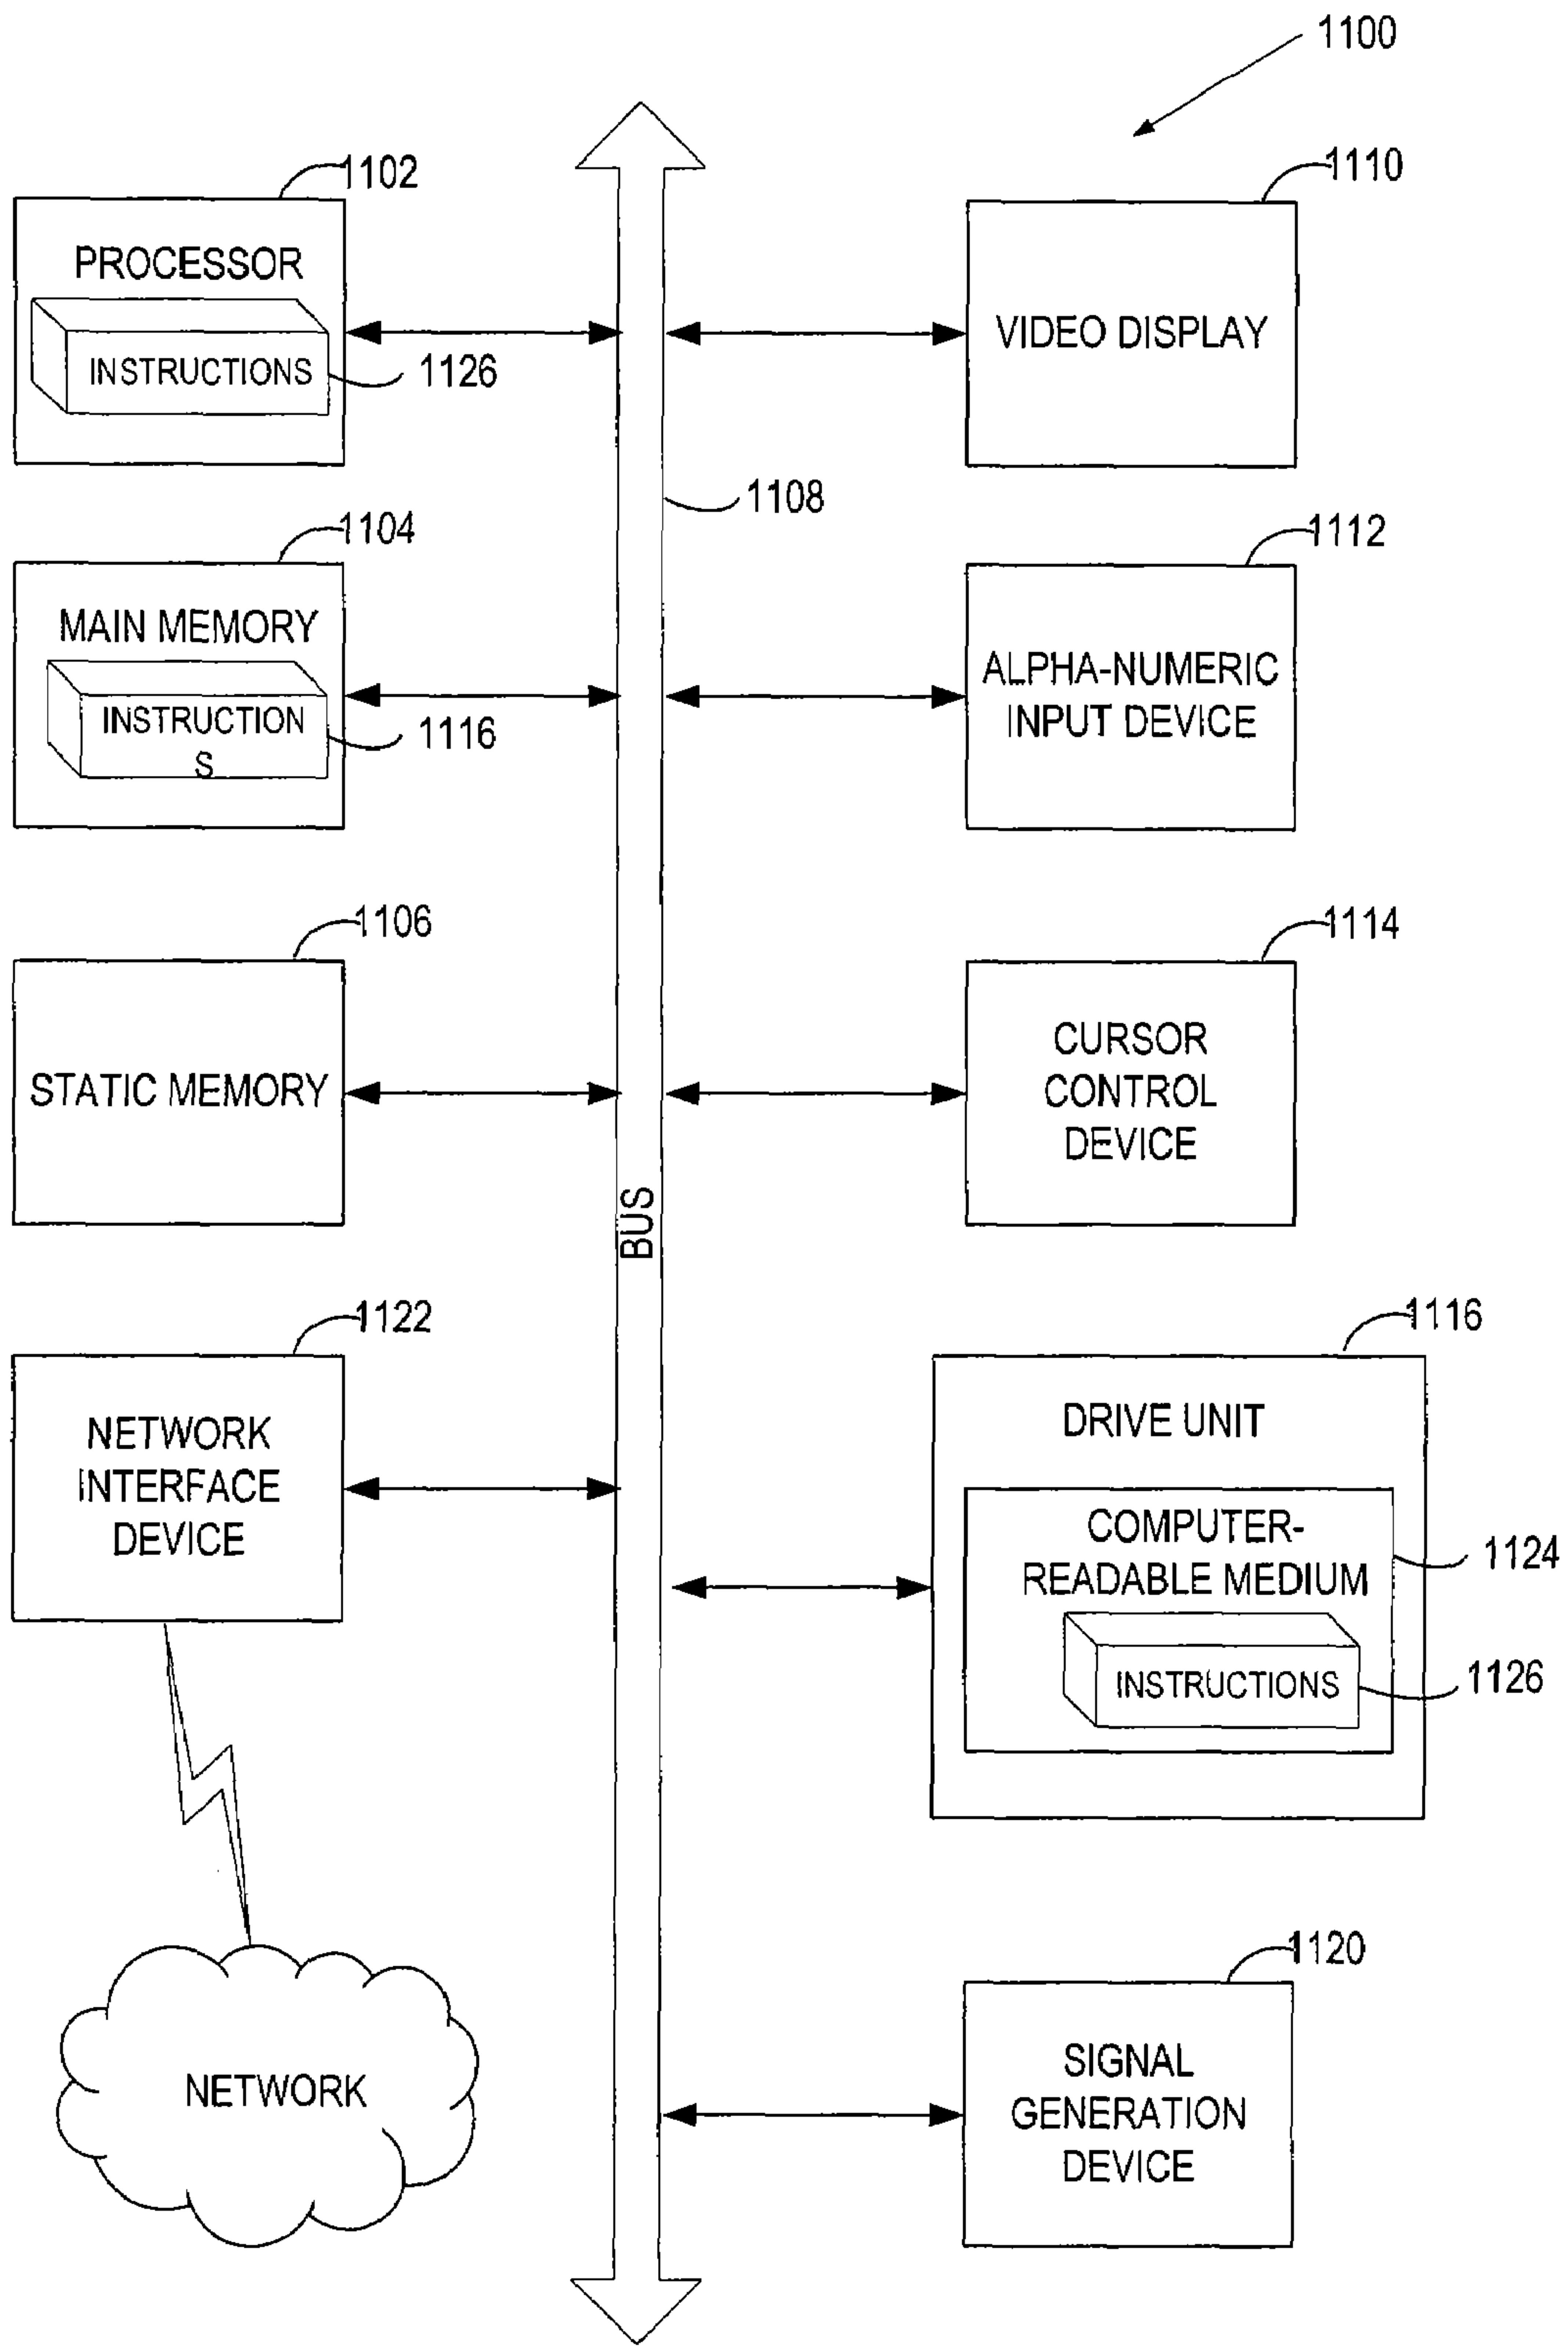 1100
1102
PROCESSOR
INSTRUCTIONS
1126
1110
VIDEO DISPLAY
1108
1104
MAIN MEMORY
INSTRUCTION
S
1116
1112
ALPHA-NUMERIC
INPUT DEVICE
1106
STATIC MEMORY
1114
CURSOR
CONTROL
DEVICE
BUS
1122
NETWORK
INTERFACE
DEVICE
1116
DRIVE UNIT
COMPUTER-
READABLE MEDIUM
1124
INSTRUCTIONS
1126
NETWORK
1120
SIGNAL
GENERATION
DEVICE